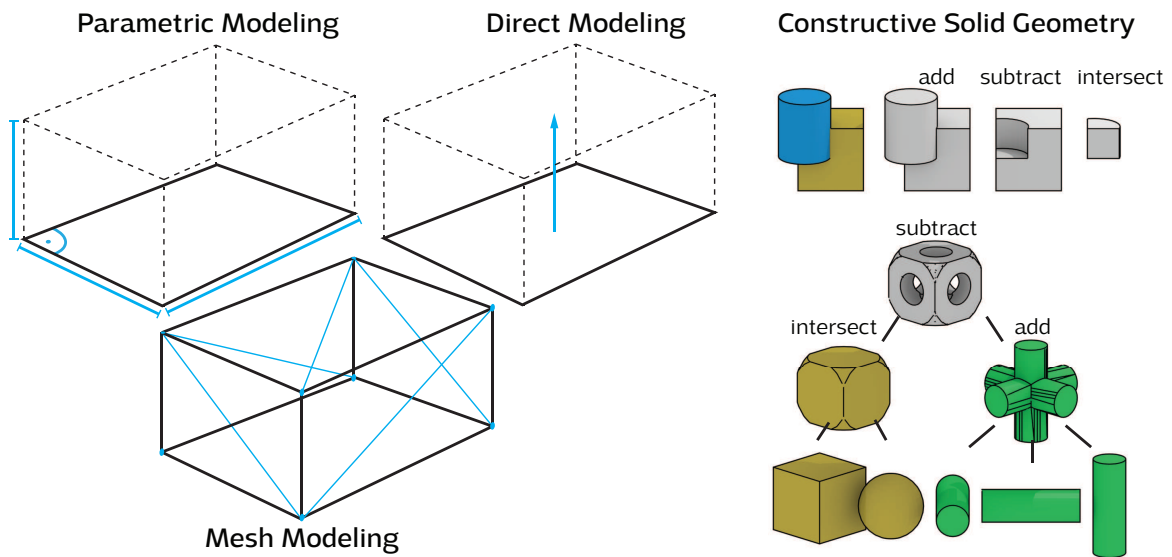 Parametric Modeling
Direct Modeling
Constructive Solid Geometry
add
subtract
intersect
subtract
intersect
add
Mesh Modeling